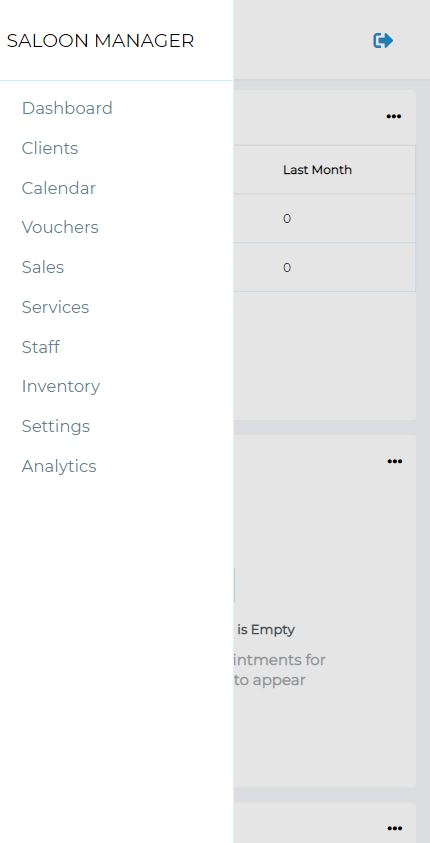 SALOON MANAGER
Dashboard
Clients
Calendar
Vouchers
Sales
Services
Staff
Inventory
Settings
Analytics
Last Month
0
0
is Empty
intments for
to appear